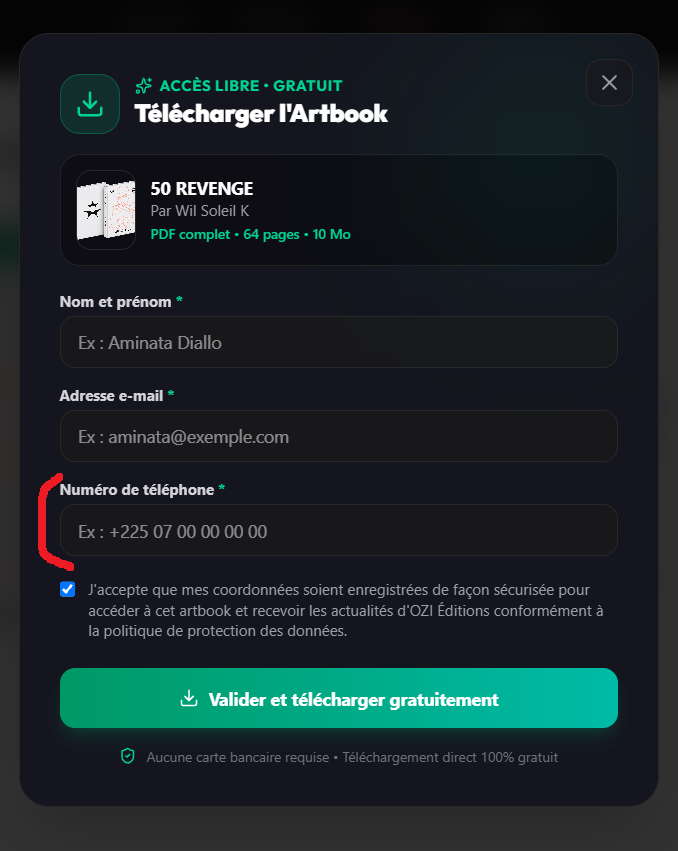 ACCÈS LIBRE • GRATUIT
Télécharger l'Artbook
50 REVENGE
Par Wil Soleil K
PDF complet • 64 pages • 10 Mo
Nom et prénom *
Ex : Aminata Diallo
Adresse e-mail *
Ex : aminata@exemple.com
Numéro de téléphone *
Ex : +225 07 00 00 00 00
J'accepte que mes coordonnées soient enregistrées de façon sécurisée pour
accéder à cet artbook et recevoir les actualités d'OZI Éditions conformément à
la politique de protection des données.
Valider et télécharger gratuitement
Aucune carte bancaire requise • Téléchargement direct 100% gratuit